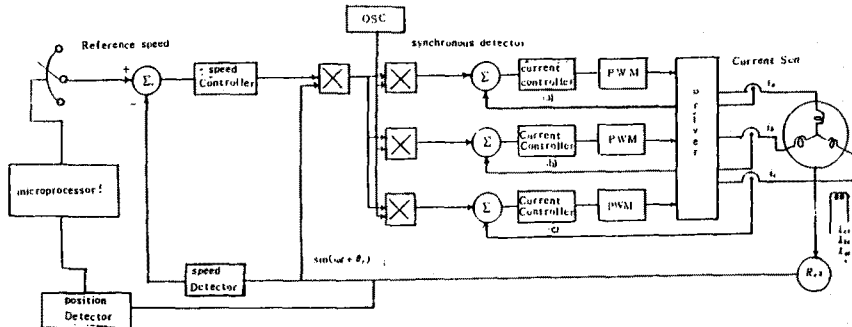 OSC
Reference speed
synchronous detector
Current Sen
+
Σ
-
speed
Controller
Σ
current
controller
PWM
Driver
Σ
Current
Controller
PWM
Σ
Current
Controller
PWM
microprocessor
speed
Detector
position
Detector